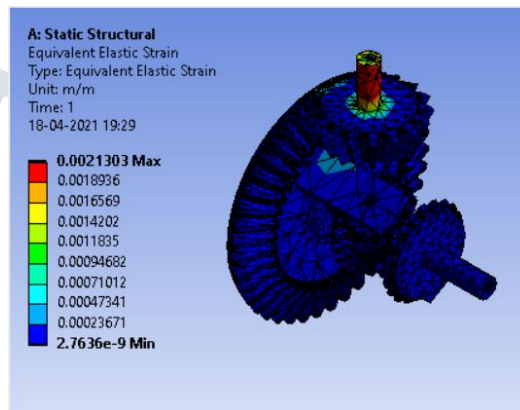 A: Static Structural
Equivalent Elastic Strain
Type: Equivalent Elastic Strain
Unit: m/m
Time: 1
18-04-2021 19:29
0.0021303 Max
0.0018936
0.0016569
0.0014202
0.0011835
0.00094682
0.00071012
0.00047341
0.00023671
2.7636e-9 Min